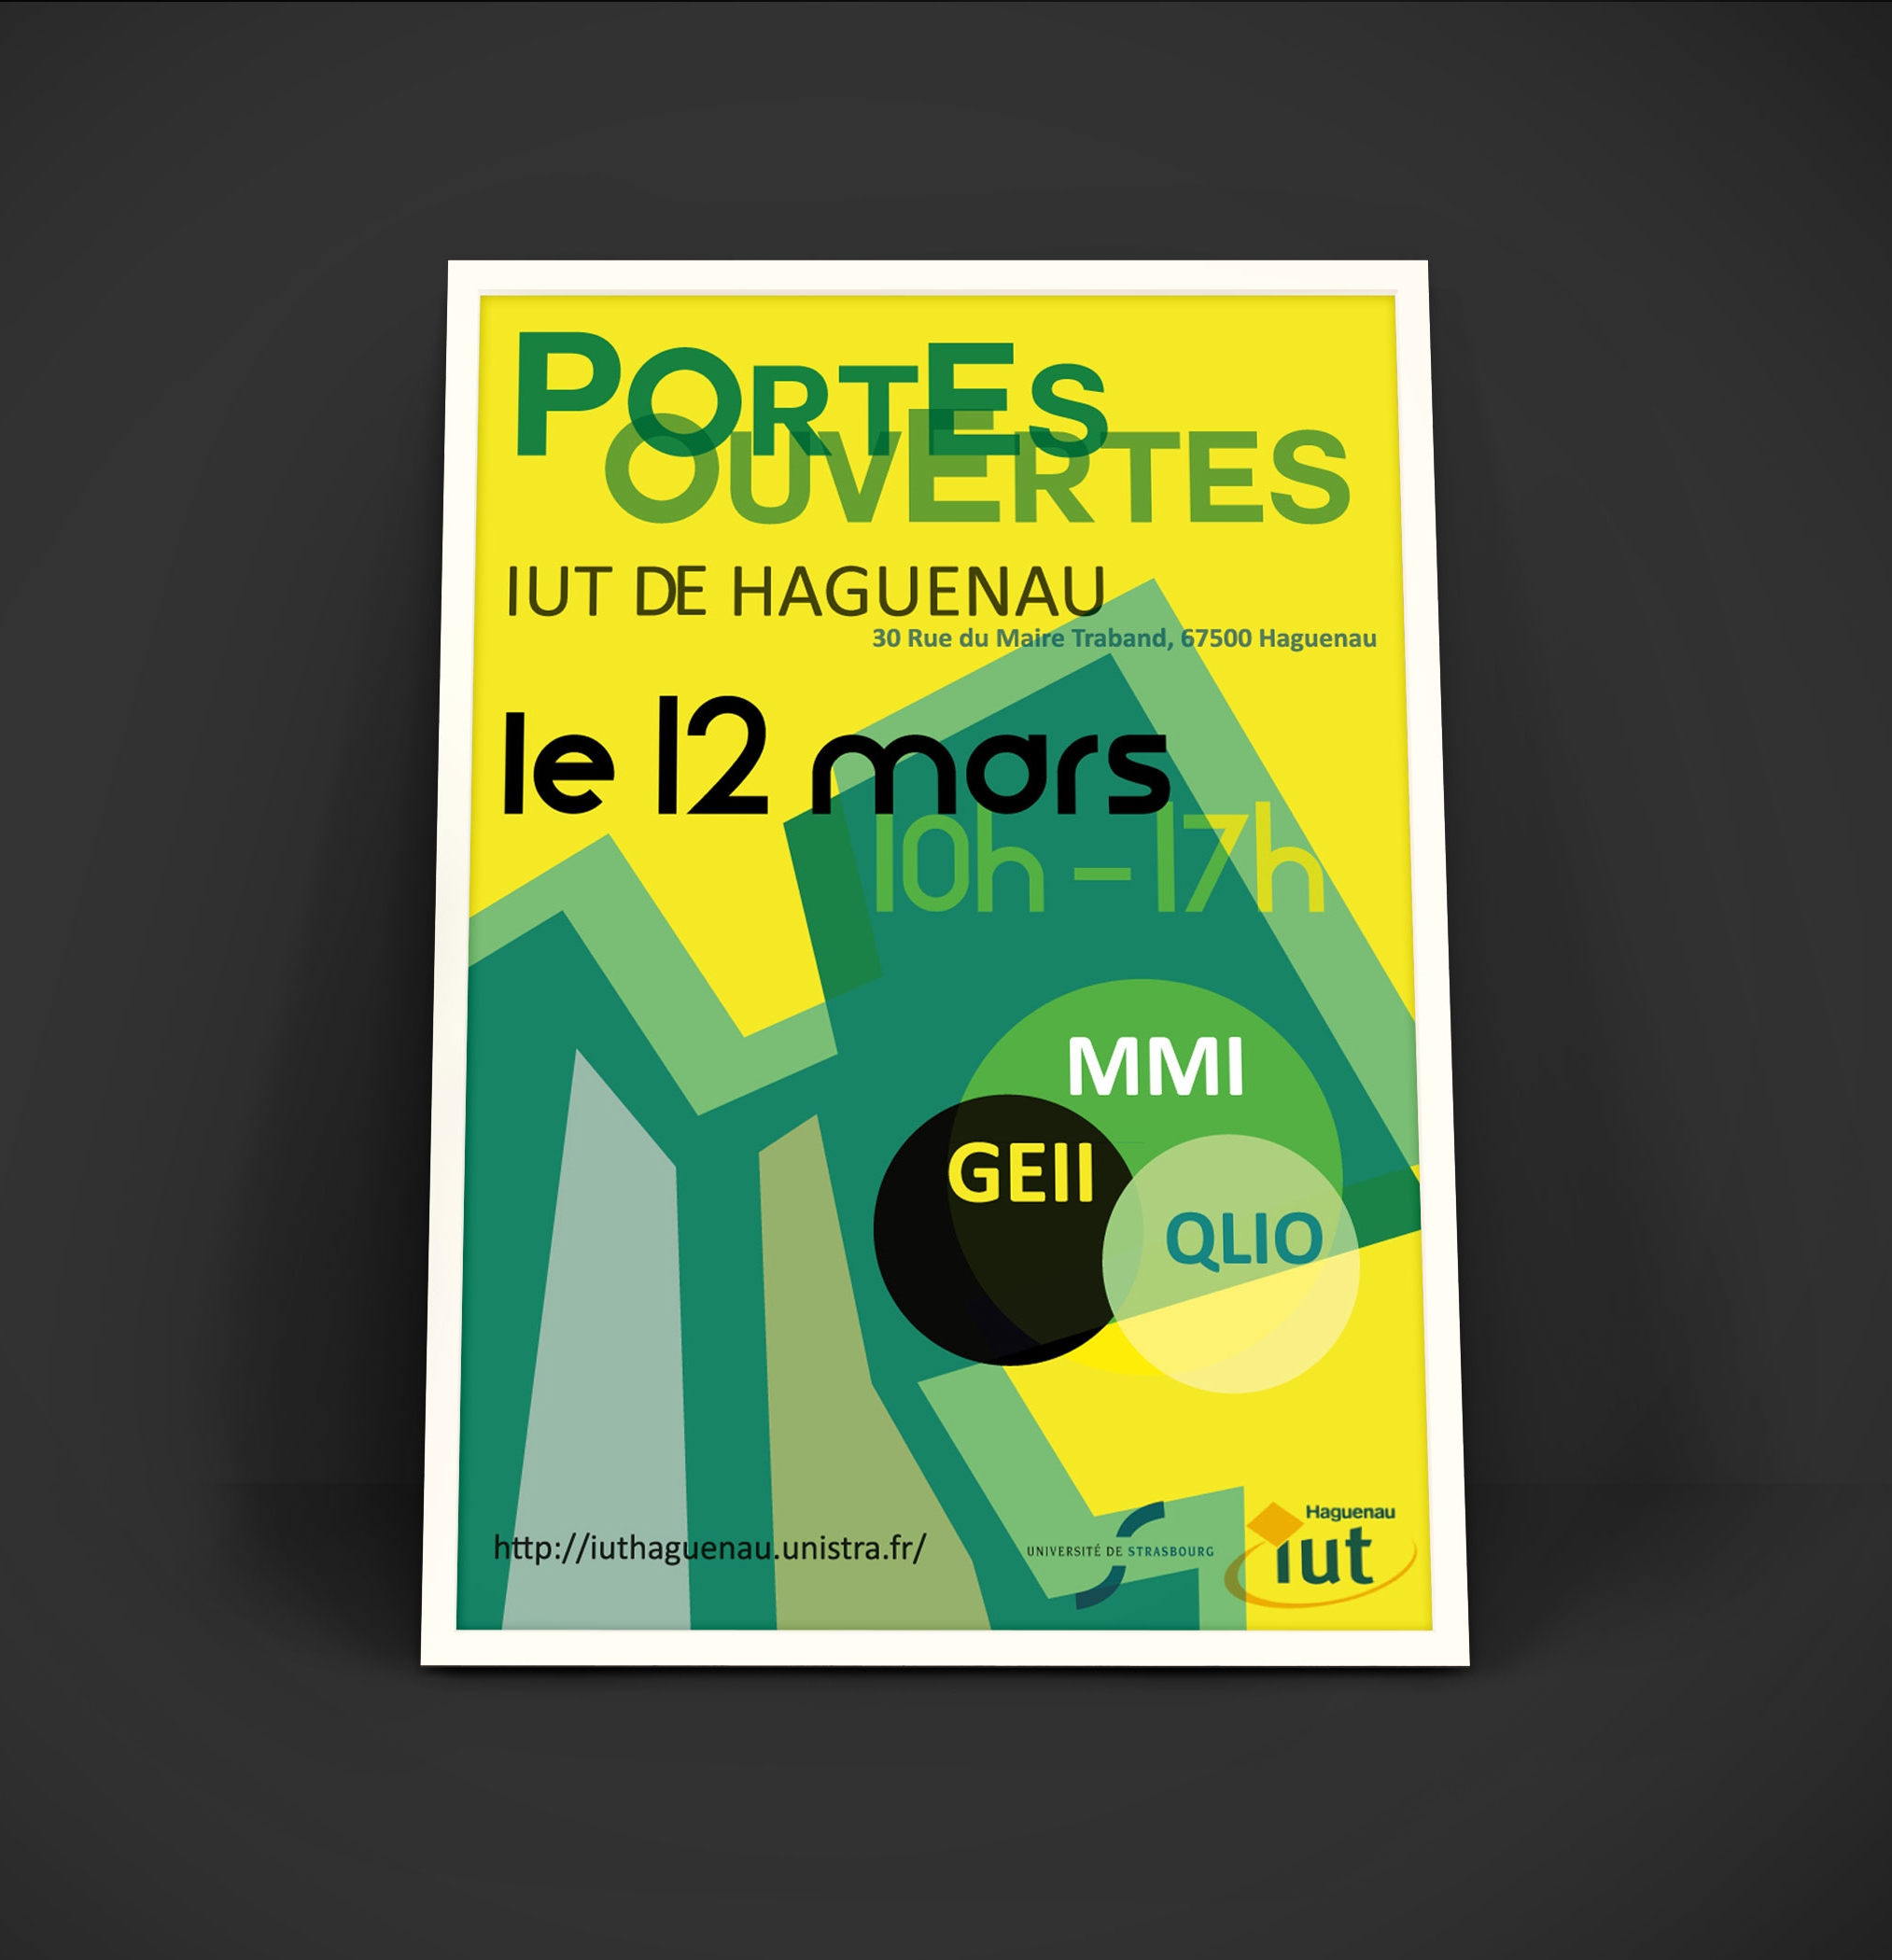 PORTES
OUVERTES
IUT DE HAGUENAU
30 Rue du Maire Traband, 67500 Haguenau
le 12 mars
10h – 17h
MMI
GEII
QLIO
http://iuthaguenau.unistra.fr/
UNIVERSITÉ DE STRASBOURG
Haguenau
iut